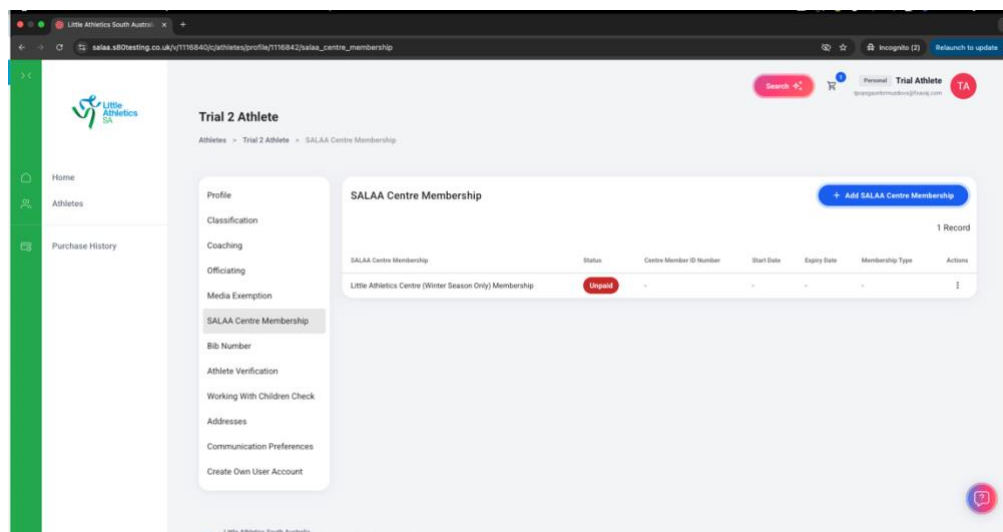 Little Athletics South Austral
salaa.s80testing.co.uk/v/1116840/c/athletes/profile/1116842/salaa_centre_membership
Incognito (2)
Relaunch to update
Little
Athletics
SA
Search
Personal Trial Athlete
TA
Trial 2 Athlete
Athletes > Trial 2 Athlete > SALAA Centre Membership
Home
Athletes
Purchase History
Profile
Classification
Coaching
Officiating
Media Exemption
SALAA Centre Membership
Bib Number
Athlete Verification
Working With Children Check
Addresses
Communication Preferences
Create Own User Account
SALAA Centre Membership
+ Add SALAA Centre Membership
1 Record
SALAA Centre Membership Status Centre Member ID Number Start Date Expiry Date Membership Type Actions
Little Athletics Centre (Winter Season Only) Membership Unpaid - - - -
Little Athletics South Australia